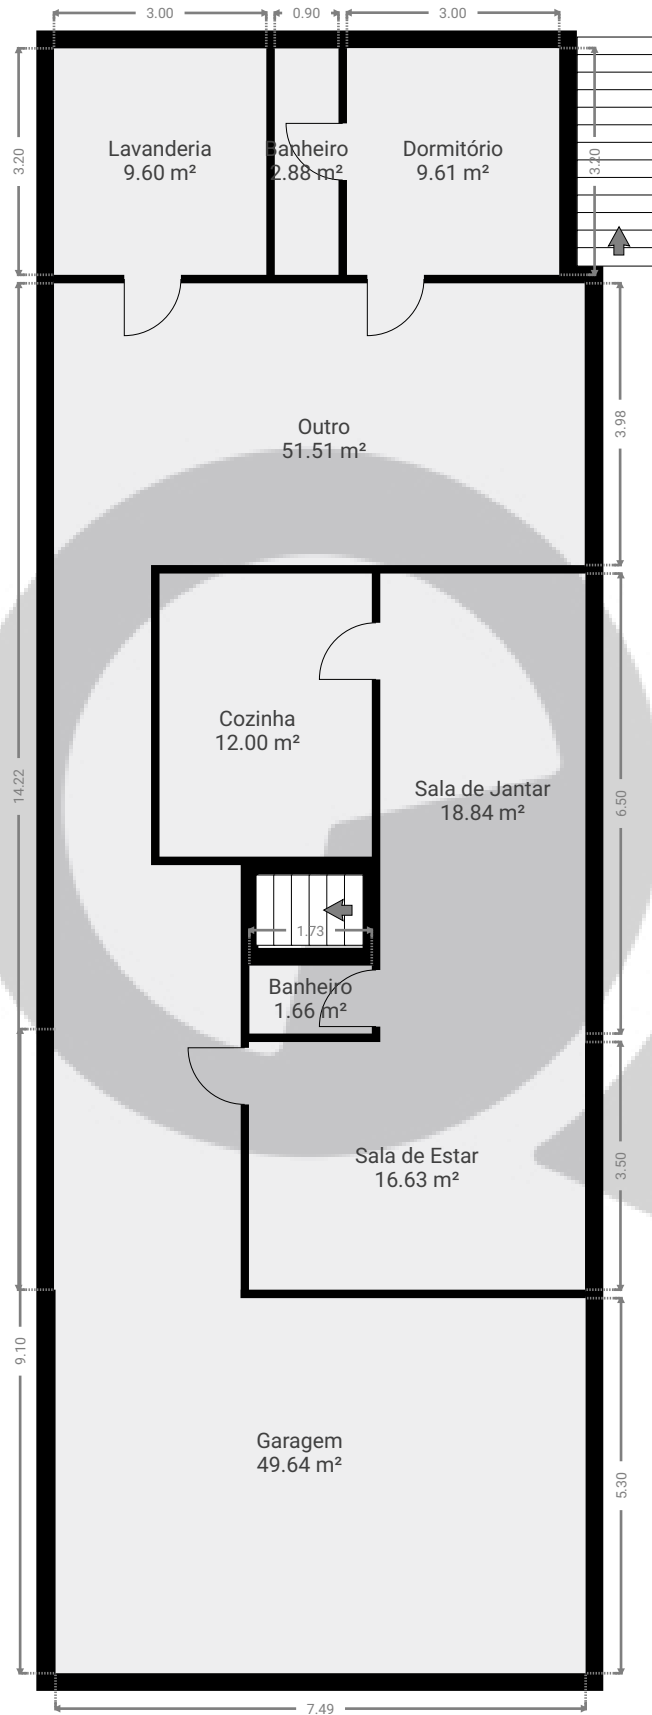 3.00
0.90
3.00
3.20
3.20
Lavanderia
9.60 m²
Banheiro
2.88 m²
Dormitório
9.61 m²
3.98
Outro
51.51 m²
Cozinha
12.00 m²
14.22
6.50
Sala de Jantar
18.84 m²
1.73
Banheiro
1.66 m²
Sala de Estar
16.63 m²
3.50
9.10
Garagem
49.64 m²
5.30
7.49